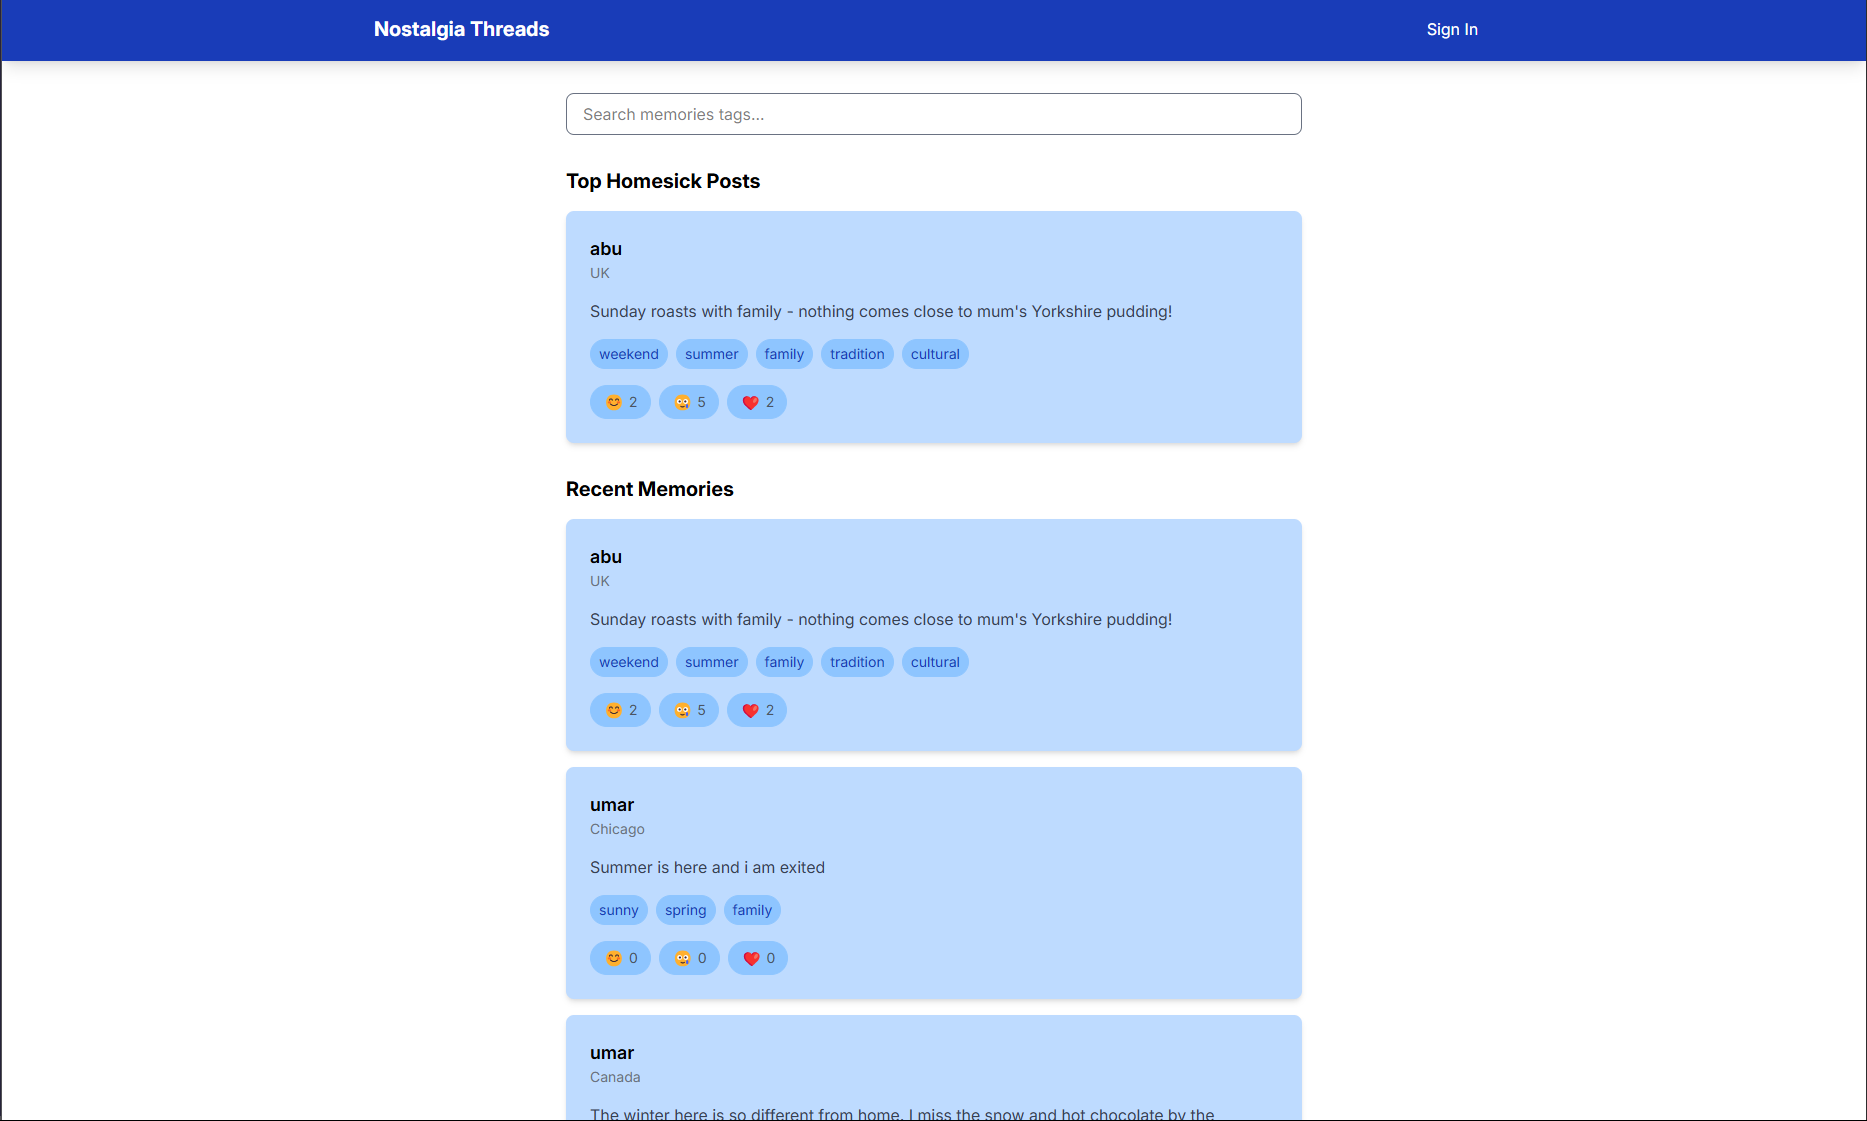 Nostalgia Threads
Sign In
Search memories tags...
Top Homesick Posts
abu
UK
Sunday roasts with family - nothing comes close to mum's Yorkshire pudding!
weekend summer family tradition cultural
😊 2 🥲 5 ❤️ 2
Recent Memories
abu
UK
Sunday roasts with family - nothing comes close to mum's Yorkshire pudding!
weekend summer family tradition cultural
😊 2 🥲 5 ❤️ 2
umar
Chicago
Summer is here and i am exited
sunny spring family
😊 0 🥲 0 ❤️ 0
umar
Canada
The winter here is so different from home. I miss the snow and hot chocolate by the